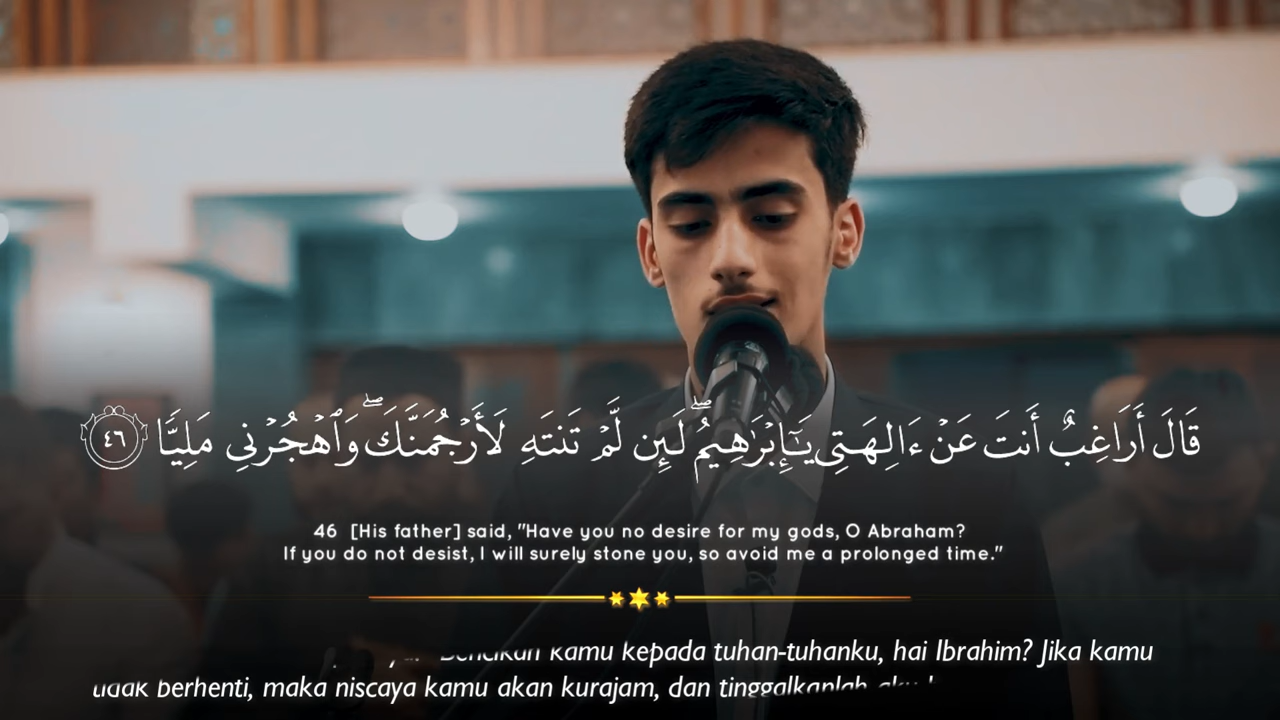 قَالَ أَرَاغِبٌ أَنتَ عَنْ ءَالِهَتِى يَـٰٓإِبْرَٰهِيمُ ۖ لَئِن لَّمْ تَنتَهِ لَأَرْجُمَنَّكَ ۖ وَٱهْجُرْنِى مَلِيًّا ٤٦
46 [His father] said, "Have you no desire for my gods, O Abraham?
If you do not desist, I will surely stone you, so avoid me a prolonged time."
kamu kepada tuhan-tuhanku, hai Ibrahim? Jika kamu
berhenti, maka niscaya kamu akan kurajam, dan